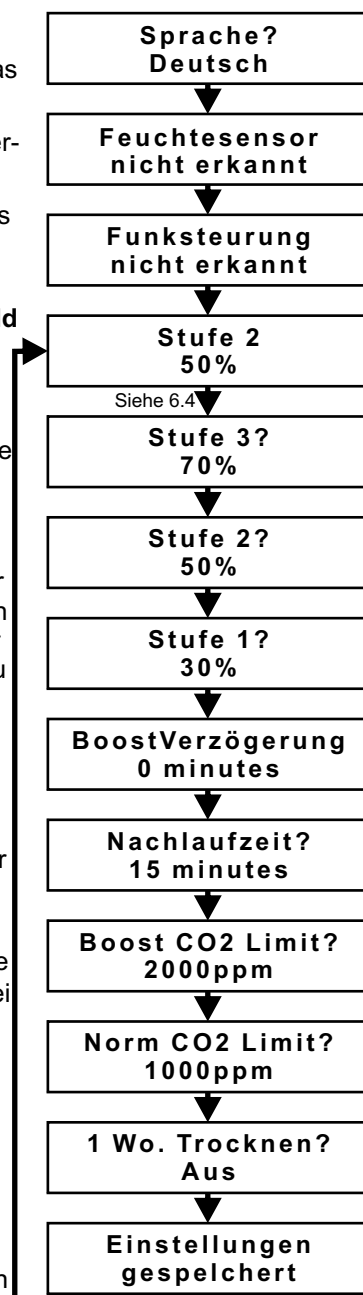 Sprache?
Deutsch
Feuchtesensor
nicht erkannt
Funksteurung
nicht erkannt
Stufe 2
50%
Siehe 6.4
Stufe 3?
70%
Stufe 2?
50%
Stufe 1?
30%
BoostVerzögerung
0 minutes
Nachlaufzeit?
15 minutes
Boost CO2 Limit?
2000ppm
Norm CO2 Limit?
1000ppm
1 Wo. Trocknen?
Aus
Einstellungen
gespelchert